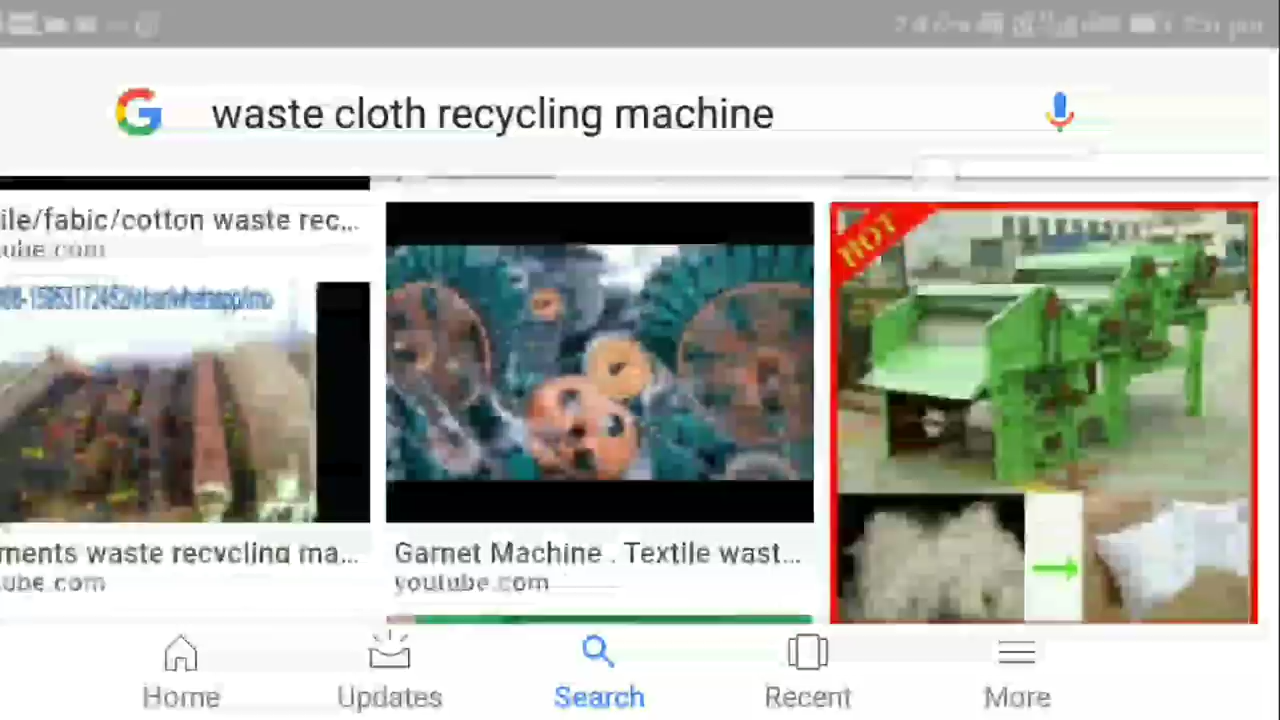 waste cloth recycling machine
ile/fabic/cotton waste rec...
ube.com
HOT
ments waste recycling ma...
ube.com
Garnet Machine . Textile wast...
youtube.com
Home
Updates
Search
Recent
More